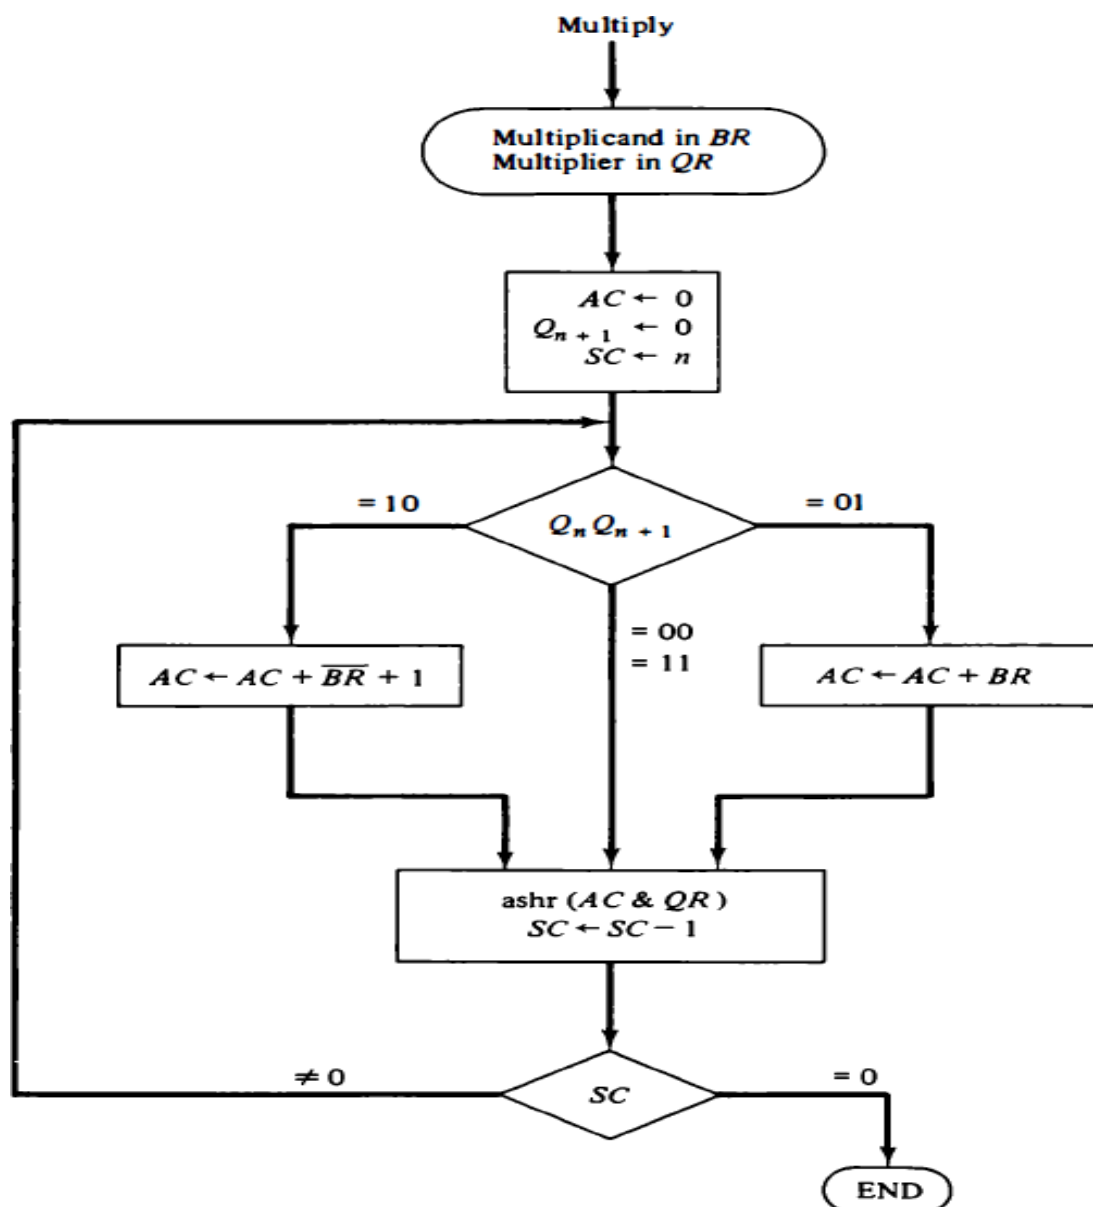 Multiply
Multiplicand in BR
Multiplier in QR
AC ← 0
Qₙ ₊ ₁ ← 0
SC ← n
= 10
QₙQₙ ₊ ₁
= 01
= 00
= 11
AC ← AC + B̅R̅ + 1
AC ← AC + BR
ashr (AC & QR)
SC ← SC − 1
≠ 0
SC
= 0
END